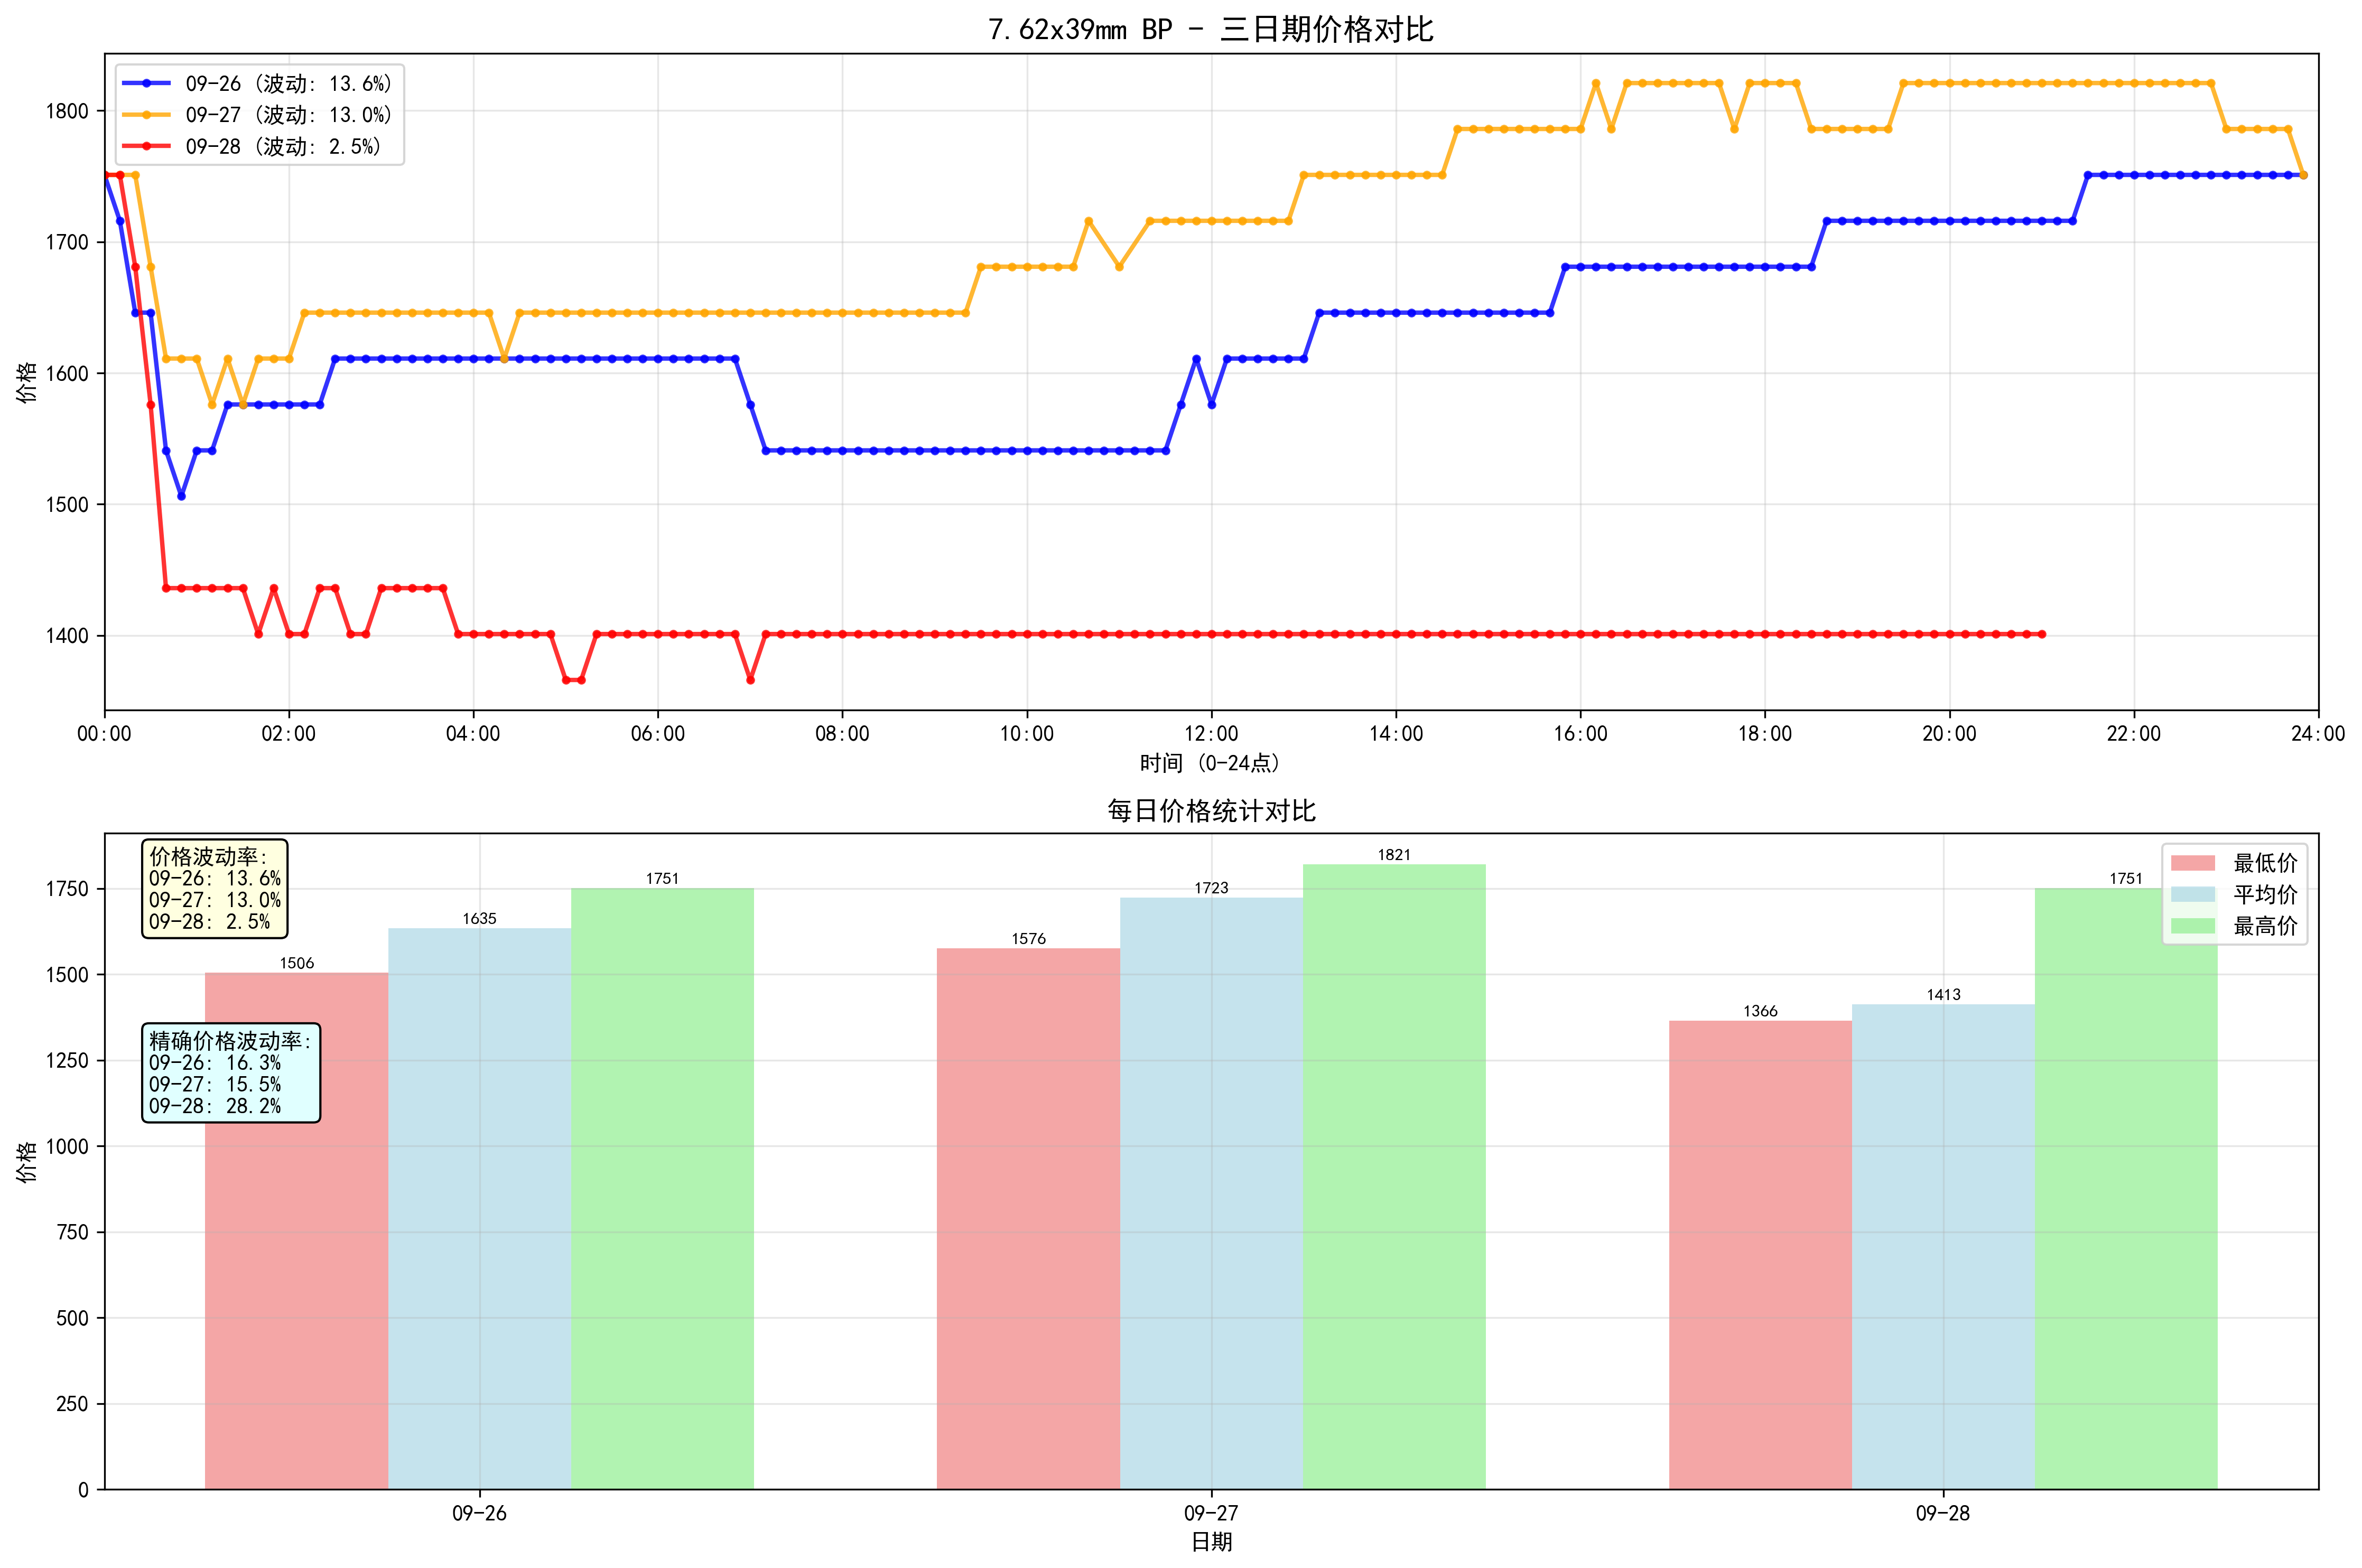 7.62x39mm BP - 三日期价格对比
09-26 (波动: 13.6%)
09-27 (波动: 13.0%)
09-28 (波动: 2.5%)
价格
1800
1700
1600
1500
1400
00:00 02:00 04:00 06:00 08:00 10:00 12:00 14:00 16:00 18:00 20:00 22:00 24:00
时间 (0-24点)
每日价格统计对比
价格波动率:
09-26: 13.6%
09-27: 13.0%
09-28: 2.5%
精确价格波动率:
09-26: 16.3%
09-27: 15.5%
09-28: 28.2%
最低价
平均价
最高价
1506 1635 1751 1576 1723 1821 1366 1413 1751
价格
1750
1500
1250
1000
750
500
250
0
09-26 09-27 09-28
日期